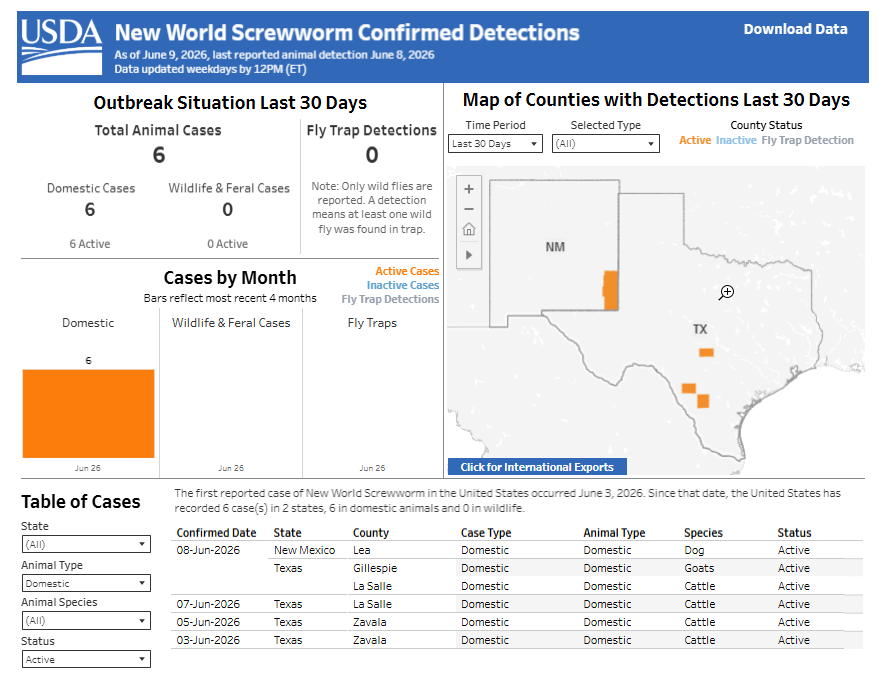 USDA
New World Screwworm Confirmed Detections
As of June 9, 2026, last reported animal detection June 8, 2026
Data updated weekdays by 12PM (ET)
Download Data
Outbreak Situation Last 30 Days
Total Animal Cases
6
Domestic Cases
6
6 Active
Wildlife & Feral Cases
0
0 Active
Fly Trap Detections
0
Note: Only wild flies are
reported. A detection
means at least one wild
fly was found in trap.
Cases by Month
Bars reflect most recent 4 months
Active Cases
Inactive Cases
Fly Trap Detections
Domestic
Wildlife & Feral Cases
Fly Traps
6
Jun 26
Jun 26
Jun 26
Map of Counties with Detections Last 30 Days
Time Period
Last 30 Days
Selected Type
(All)
County Status
Active Inactive Fly Trap Detection
+
−
NM
TX
Click for International Exports
Table of Cases
State
(All)
Animal Type
Domestic
Animal Species
(All)
Status
Active
The first reported case of New World Screwworm in the United States occurred June 3, 2026. Since that date, the United States has
recorded 6 case(s) in 2 states, 6 in domestic animals and 0 in wildlife.
Confirmed Date State County Case Type Animal Type Species Status
08-Jun-2026 New Mexico Lea Domestic Domestic Dog Active
Texas Gillespie Domestic Domestic Goats Active
La Salle Domestic Domestic Cattle Active
07-Jun-2026 Texas La Salle Domestic Domestic Cattle Active
05-Jun-2026 Texas Zavala Domestic Domestic Cattle Active
03-Jun-2026 Texas Zavala Domestic Domestic Cattle Active